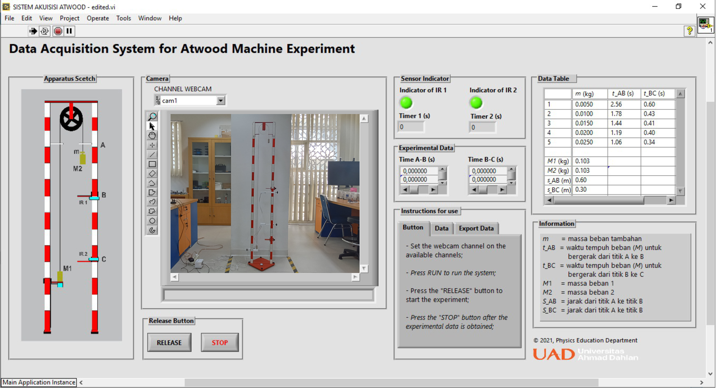 SISTEM AKUISISI ATWOOD - edited.vi
File Edit View Project Operate Tools Window Help
Data Acquisition System for Atwood Machine Experiment
Apparatus Scetch
m
M2
A
B
IR.1
IR.2
C
M1
Camera
CHANNEL WEBCAM
cam1
Release Button
RELEASE
STOP
Sensor Indicator
Indicator of IR 1
Indicator of IR 2
Timer 1 (s)
Timer 2 (s)
0
0
Experimental Data
Time A-B (s)
Time B-C (s)
0,000000
0,000000
0,000000
0,000000
Instructions for use
Button Data Export Data
- Set the webcam channel on the
available channels;
- Press RUN to run the system;
- Press the "RELEASE" button to
start the experiment;
- Press the "STOP" button after the
experimental data is obtained;
Data Table
m (kg) t_AB (s) t_BC (s)
1 0.0050 2.56 0.60
2 0.0100 1.78 0.43
3 0.0150 1.44 0.41
4 0.0200 1.19 0.40
5 0.0250 1.06 0.34
M1 (kg) 0.103
M2 (kg) 0.103
s_AB (m) 0.60
s_BC (m) 0.30
Information
m = massa beban tambahan
t_AB = waktu tempuh beban (M) untuk
bergerak dari titik A ke B
t_BC = waktu tempuh beban (M) untuk
bergerak dari titik B ke C
M1 = massa beban 1
M2 = massa beban 2
S_AB = jarak dari titik A ke titik B
S_BC = jarak dari titik A ke titik B
© 2021, Physics Education Department
UAD Universitas
Ahmad Dahlan
Main Application Instance